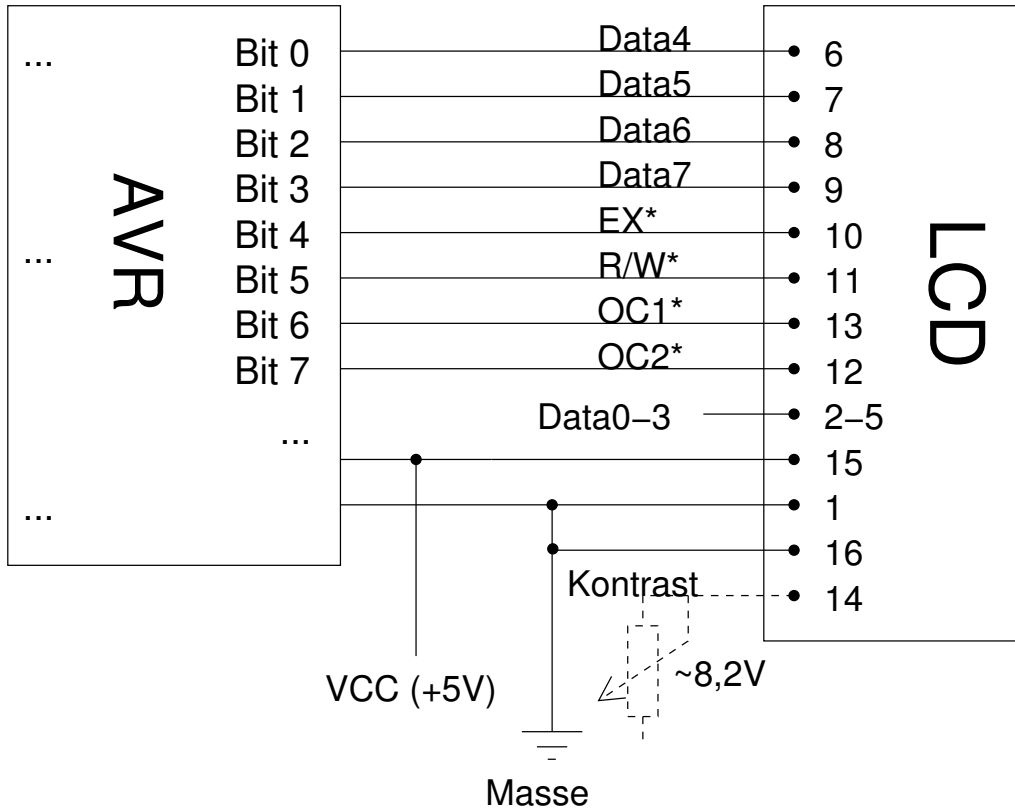 ... Bit 0 Data4 6
Bit 1 Data5 7
Bit 2 Data6 8
Bit 3 Data7 9
AVR
... Bit 4 EX* 10
LCD
Bit 5 R/W* 11
Bit 6 OC1* 13
Bit 7 OC2* 12
Data0–3 2–5
... 15
... 1
16
Kontrast 14
~8,2V
VCC (+5V)
Masse